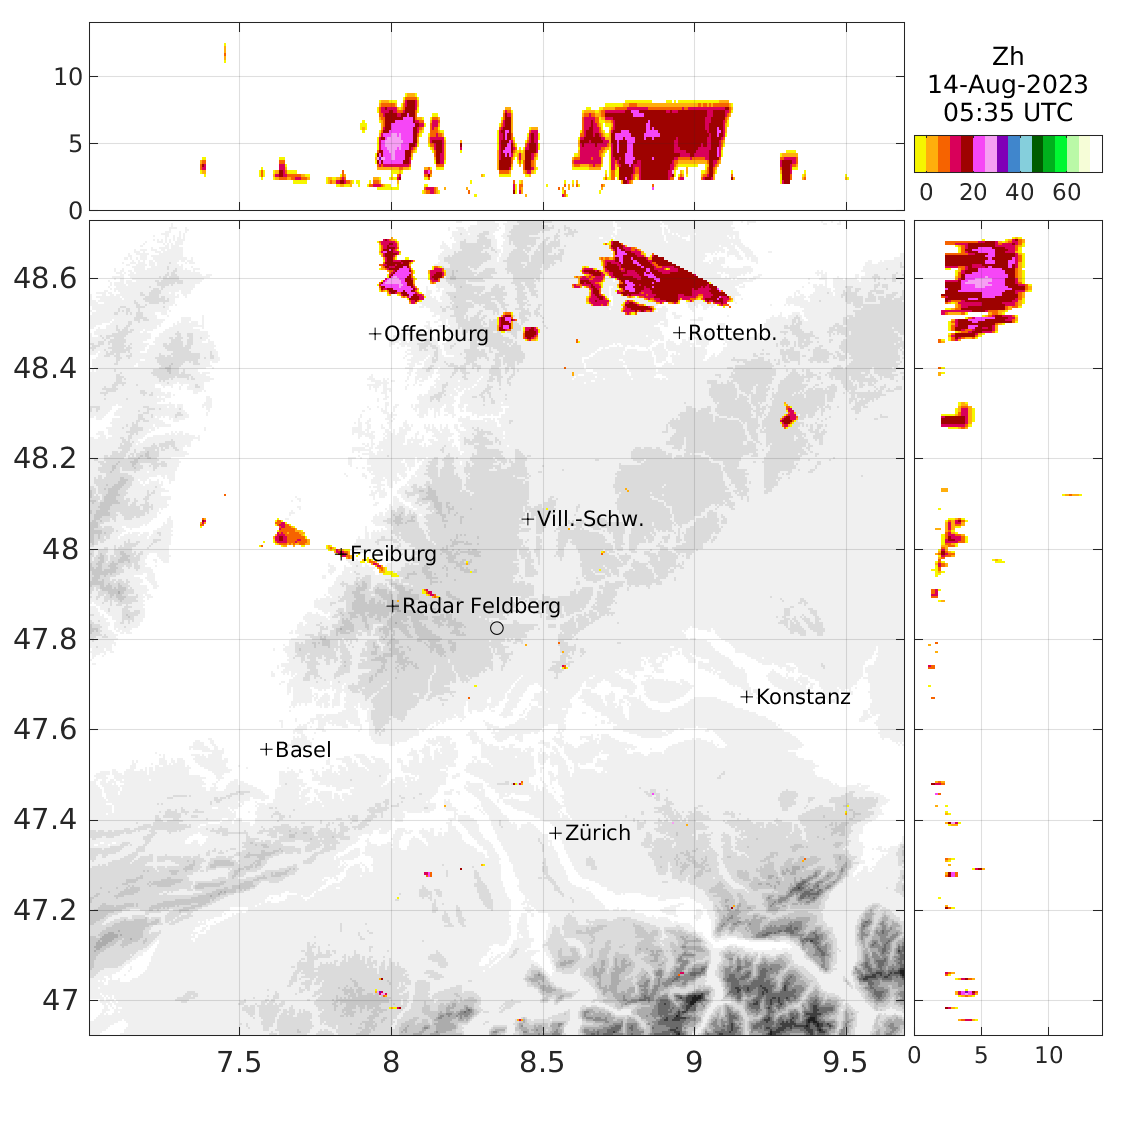 Zh
14-Aug-2023
05:35 UTC
10
5
0
0 20 40 60
48.6
48.4
48.2
48
47.8
47.6
47.4
47.2
47
Offenburg
Rottenb.
Vill.-Schw.
Freiburg
Radar Feldberg
Konstanz
Basel
Zürich
7.5 8 8.5 9 9.5
0 5 10